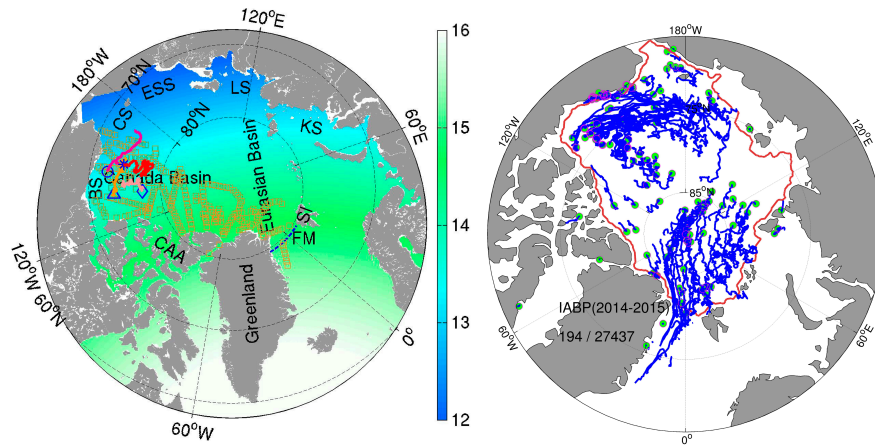 120°E
180°W
70°N
ESS
LS
CS
80°N
KS
60°E
BS
Canada Basin
Eurasian Basin
SI
FM
CAA
120°W
60°N
Greenland
0°
60°W
16
15
14
13
12
180°W
120°W
120°E
85°N
IABP(2014-2015)
194 / 27437
60°W
60°E
0°